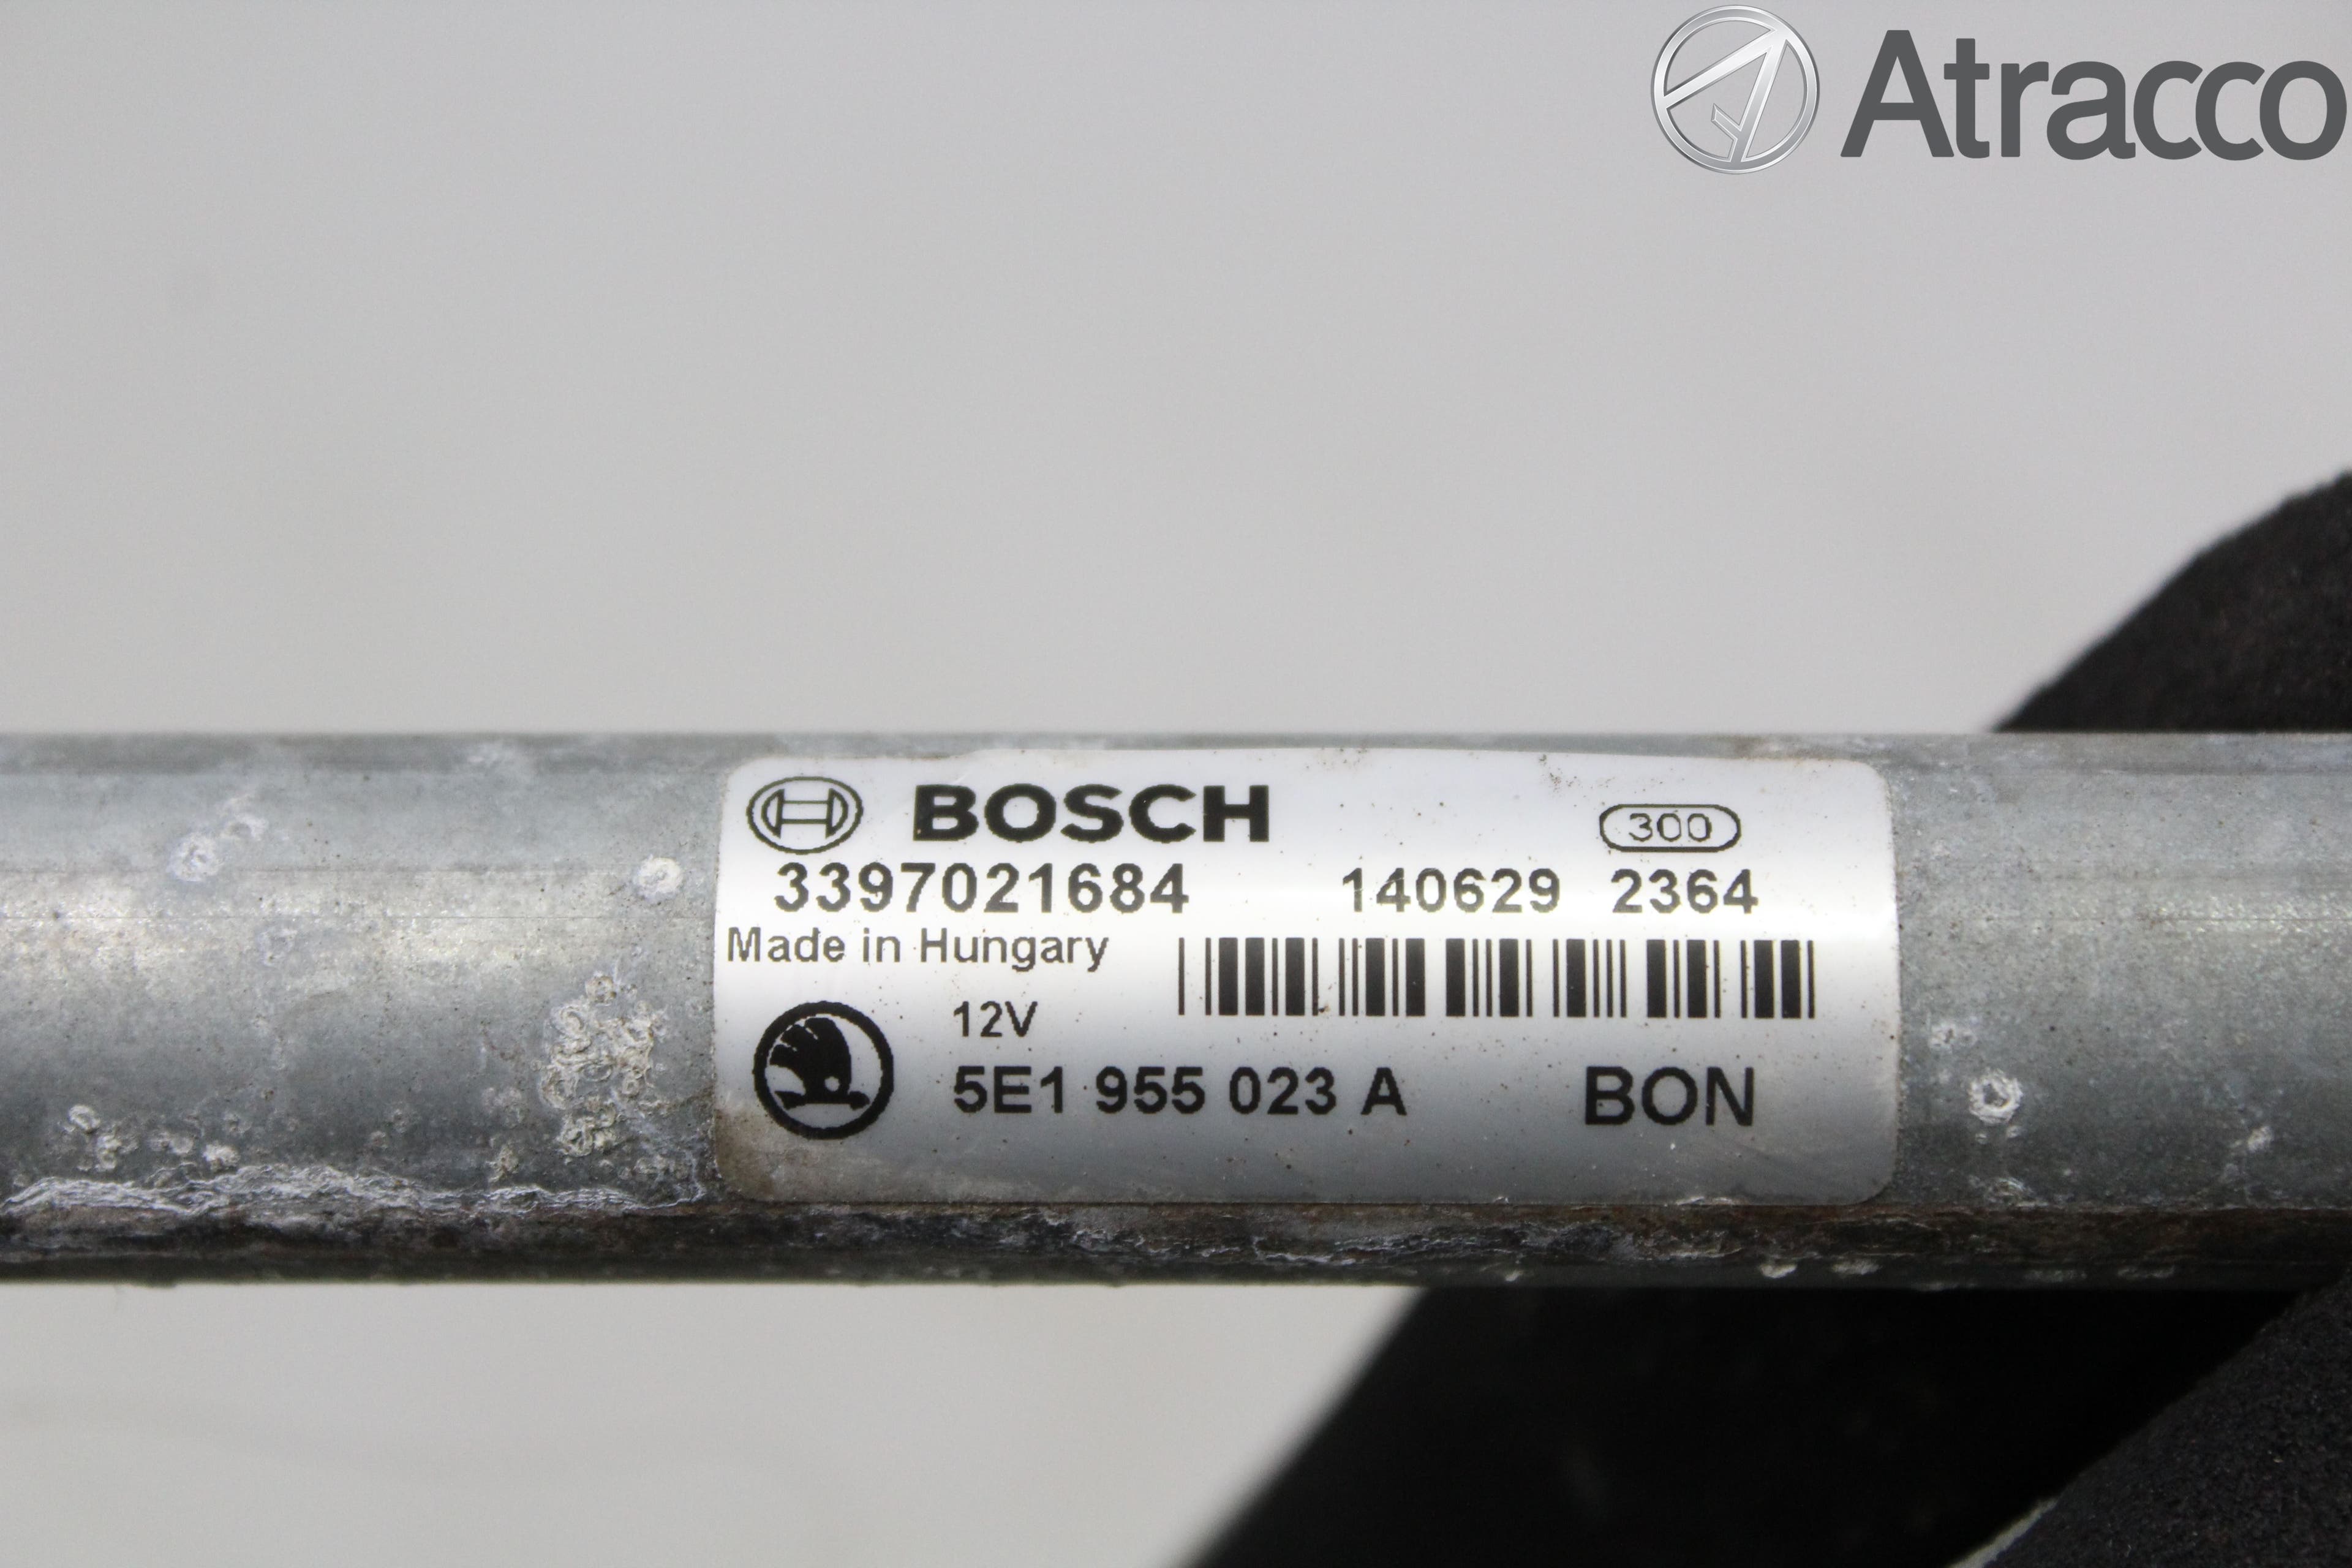 Atracco
BOSCH 300
3397021684 140629 2364
Made in Hungary
12V
5E1 955 023 A BON